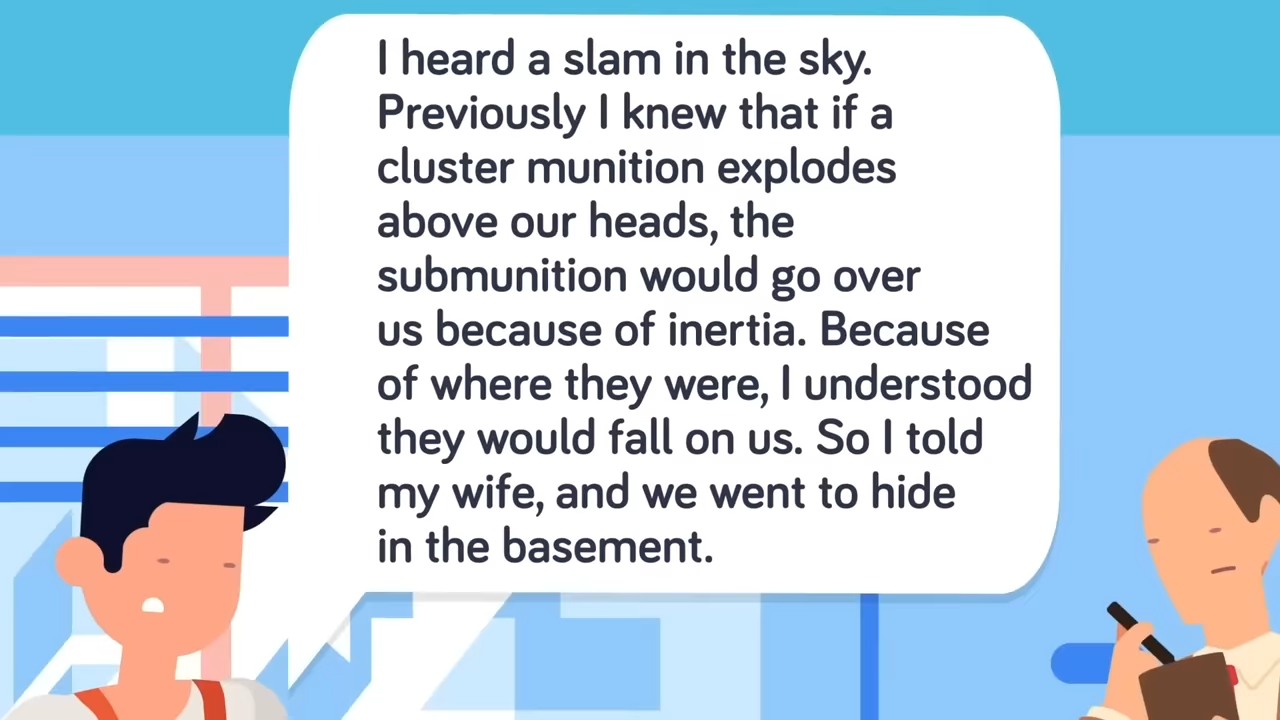 I heard a slam in the sky.
Previously I knew that if a
cluster munition explodes
above our heads, the
submunition would go over
us because of inertia. Because
of where they were, I understood
they would fall on us. So I told
my wife, and we went to hide
in the basement.